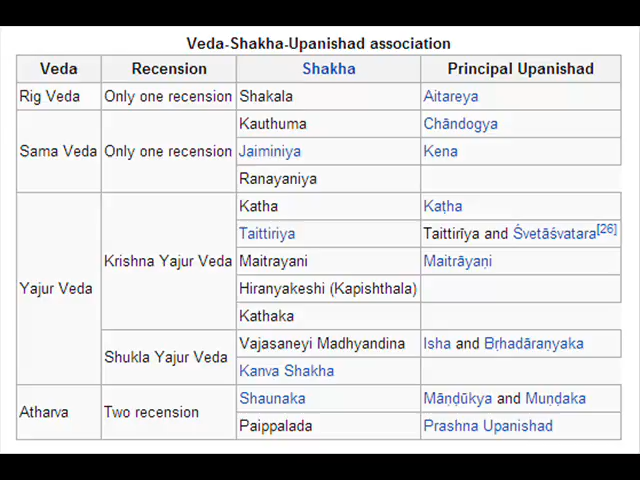 Veda-Shakha-Upanishad association
Veda Recension Shakha Principal Upanishad
Rig Veda Only one recension Shakala Aitareya
Sama Veda Only one recension Kauthuma Chāndogya
Jaiminiya Kena
Ranayaniya
Yajur Veda Krishna Yajur Veda Katha Kaṭha
Taittiriya Taittirīya and Śvetāśvatara[26]
Maitrayani Maitrāyaṇi
Hiranyakeshi (Kapishthala)
Kathaka
Shukla Yajur Veda Vajasaneyi Madhyandina Isha and Bṛhadāraṇyaka
Kanva Shakha
Atharva Two recension Shaunaka Māṇḍūkya and Muṇḍaka
Paippalada Prashna Upanishad